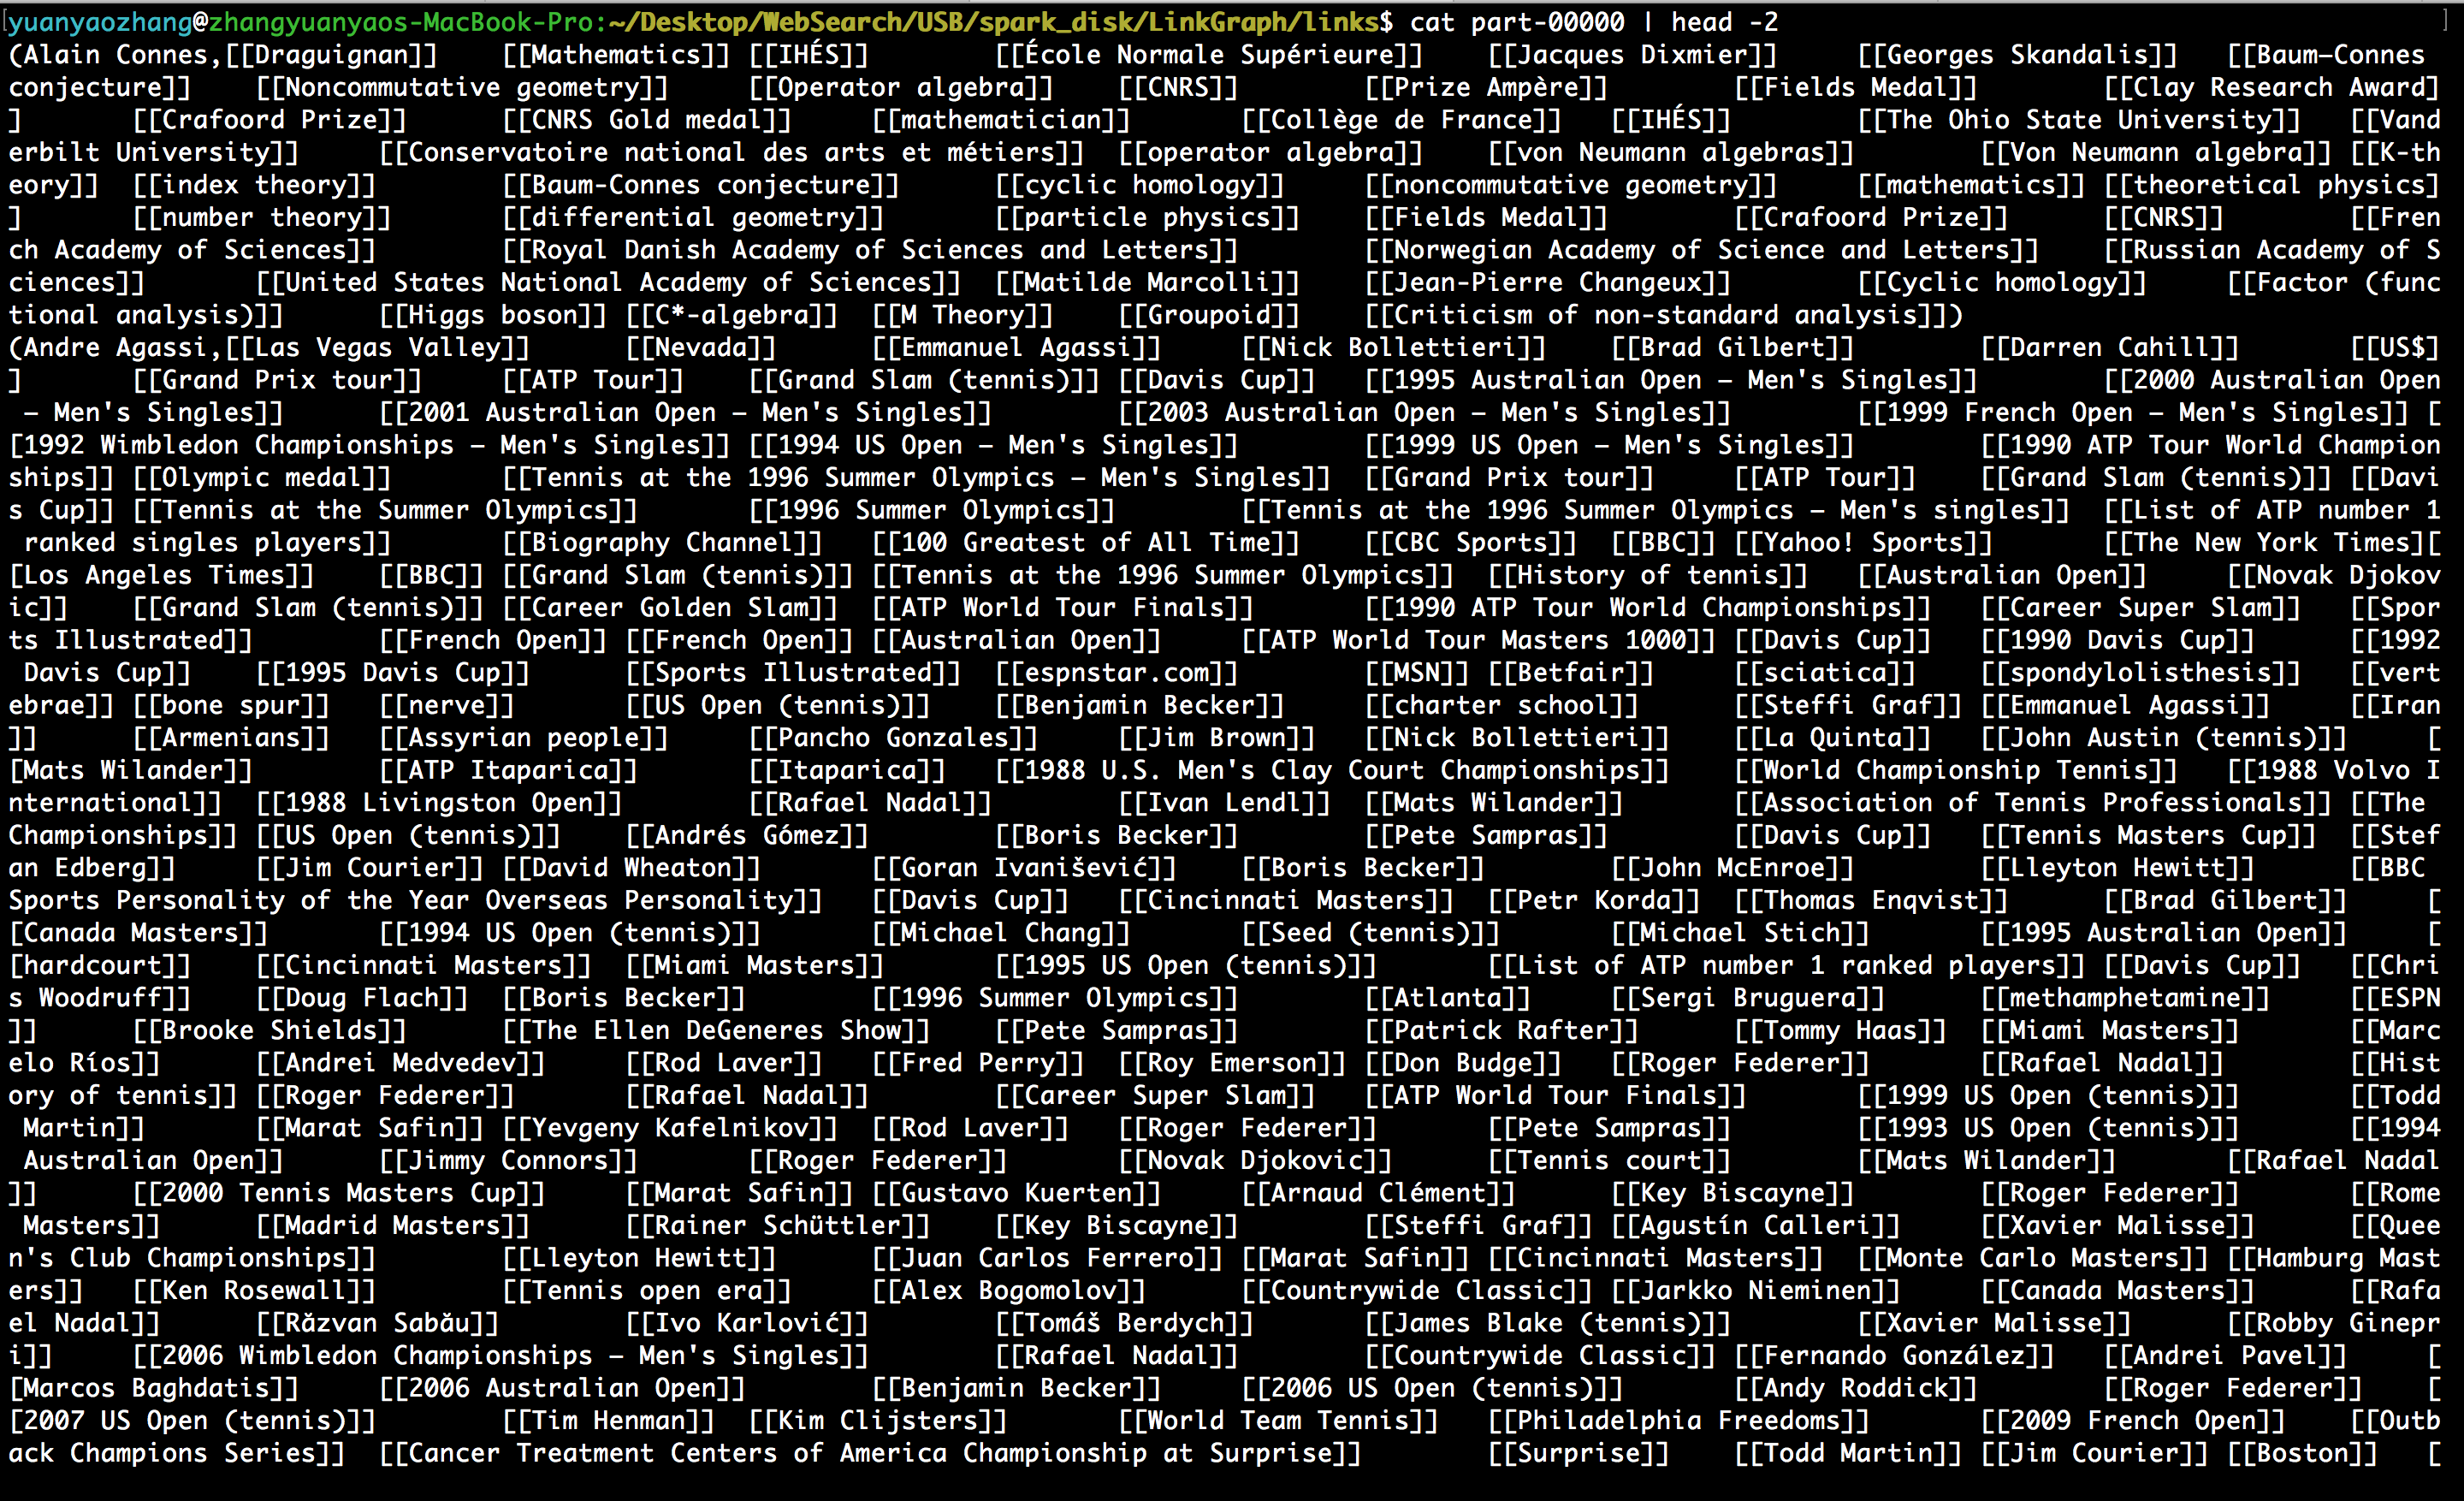 [yuanyaozhang@zhangyuanyaos-MacBook-Pro:~/Desktop/WebSearch/USB/spark_disk/LinkGraph/links$ cat part-00000 | head -2 ]
(Alain Connes,[[Draguignan]] [[Mathematics]] [[IHÉS]] [[École Normale Supérieure]] [[Jacques Dixmier]] [[Georges Skandalis]] [[Baum–Connes
conjecture]] [[Noncommutative geometry]] [[Operator algebra]] [[CNRS]] [[Prize Ampère]] [[Fields Medal]] [[Clay Research Award]
] [[Crafoord Prize]] [[CNRS Gold medal]] [[mathematician]] [[Collège de France]] [[IHÉS]] [[The Ohio State University]] [[Vand
erbilt University]] [[Conservatoire national des arts et métiers]] [[operator algebra]] [[von Neumann algebras]] [[Von Neumann algebra]] [[K-th
eory]] [[index theory]] [[Baum-Connes conjecture]] [[cyclic homology]] [[noncommutative geometry]] [[mathematics]] [[theoretical physics]
] [[number theory]] [[differential geometry]] [[particle physics]] [[Fields Medal]] [[Crafoord Prize]] [[CNRS]] [[Fren
ch Academy of Sciences]] [[Royal Danish Academy of Sciences and Letters]] [[Norwegian Academy of Science and Letters]] [[Russian Academy of S
ciences]] [[United States National Academy of Sciences]] [[Matilde Marcolli]] [[Jean-Pierre Changeux]] [[Cyclic homology]] [[Factor (func
tional analysis)]] [[Higgs boson]] [[C*-algebra]] [[M Theory]] [[Groupoid]] [[Criticism of non-standard analysis]])
(Andre Agassi,[[Las Vegas Valley]] [[Nevada]] [[Emmanuel Agassi]] [[Nick Bollettieri]] [[Brad Gilbert]] [[Darren Cahill]] [[US$]
] [[Grand Prix tour]] [[ATP Tour]] [[Grand Slam (tennis)]] [[Davis Cup]] [[1995 Australian Open – Men's Singles]] [[2000 Australian Open
 – Men's Singles]] [[2001 Australian Open – Men's Singles]] [[2003 Australian Open – Men's Singles]] [[1999 French Open – Men's Singles]] [
[1992 Wimbledon Championships – Men's Singles]] [[1994 US Open – Men's Singles]] [[1999 US Open – Men's Singles]] [[1990 ATP Tour World Champion
ships]] [[Olympic medal]] [[Tennis at the 1996 Summer Olympics – Men's Singles]] [[Grand Prix tour]] [[ATP Tour]] [[Grand Slam (tennis)]] [[Davi
s Cup]] [[Tennis at the Summer Olympics]] [[1996 Summer Olympics]] [[Tennis at the 1996 Summer Olympics – Men's singles]] [[List of ATP number 1
 ranked singles players]] [[Biography Channel]] [[100 Greatest of All Time]] [[CBC Sports]] [[BBC]] [[Yahoo! Sports]] [[The New York Times][
[Los Angeles Times]] [[BBC]] [[Grand Slam (tennis)]] [[Tennis at the 1996 Summer Olympics]] [[History of tennis]] [[Australian Open]] [[Novak Djokov
ic]] [[Grand Slam (tennis)]] [[Career Golden Slam]] [[ATP World Tour Finals]] [[1990 ATP Tour World Championships]] [[Career Super Slam]] [[Spor
ts Illustrated]] [[French Open]] [[French Open]] [[Australian Open]] [[ATP World Tour Masters 1000]] [[Davis Cup]] [[1990 Davis Cup]] [[1992
 Davis Cup]] [[1995 Davis Cup]] [[Sports Illustrated]] [[espnstar.com]] [[MSN]] [[Betfair]] [[sciatica]] [[spondylolisthesis]] [[vert
ebrae]] [[bone spur]] [[nerve]] [[US Open (tennis)]] [[Benjamin Becker]] [[charter school]] [[Steffi Graf]] [[Emmanuel Agassi]] [[Iran
]] [[Armenians]] [[Assyrian people]] [[Pancho Gonzales]] [[Jim Brown]] [[Nick Bollettieri]] [[La Quinta]] [[John Austin (tennis)]] [
[Mats Wilander]] [[ATP Itaparica]] [[Itaparica]] [[1988 U.S. Men's Clay Court Championships]] [[World Championship Tennis]] [[1988 Volvo I
nternational]] [[1988 Livingston Open]] [[Rafael Nadal]] [[Ivan Lendl]] [[Mats Wilander]] [[Association of Tennis Professionals]] [[The
Championships]] [[US Open (tennis)]] [[Andrés Gómez]] [[Boris Becker]] [[Pete Sampras]] [[Davis Cup]] [[Tennis Masters Cup]] [[Stef
an Edberg]] [[Jim Courier]] [[David Wheaton]] [[Goran Ivanišević]] [[Boris Becker]] [[John McEnroe]] [[Lleyton Hewitt]] [[BBC
Sports Personality of the Year Overseas Personality]] [[Davis Cup]] [[Cincinnati Masters]] [[Petr Korda]] [[Thomas Enqvist]] [[Brad Gilbert]] [
[Canada Masters]] [[1994 US Open (tennis)]] [[Michael Chang]] [[Seed (tennis)]] [[Michael Stich]] [[1995 Australian Open]] [
[hardcourt]] [[Cincinnati Masters]] [[Miami Masters]] [[1995 US Open (tennis)]] [[List of ATP number 1 ranked players]] [[Davis Cup]] [[Chri
s Woodruff]] [[Doug Flach]] [[Boris Becker]] [[1996 Summer Olympics]] [[Atlanta]] [[Sergi Bruguera]] [[methamphetamine]] [[ESPN
]] [[Brooke Shields]] [[The Ellen DeGeneres Show]] [[Pete Sampras]] [[Patrick Rafter]] [[Tommy Haas]] [[Miami Masters]] [[Marc
elo Ríos]] [[Andrei Medvedev]] [[Rod Laver]] [[Fred Perry]] [[Roy Emerson]] [[Don Budge]] [[Roger Federer]] [[Rafael Nadal]] [[Hist
ory of tennis]] [[Roger Federer]] [[Rafael Nadal]] [[Career Super Slam]] [[ATP World Tour Finals]] [[1999 US Open (tennis)]] [[Todd
 Martin]] [[Marat Safin]] [[Yevgeny Kafelnikov]] [[Rod Laver]] [[Roger Federer]] [[Pete Sampras]] [[1993 US Open (tennis)]] [[1994
 Australian Open]] [[Jimmy Connors]] [[Roger Federer]] [[Novak Djokovic]] [[Tennis court]] [[Mats Wilander]] [[Rafael Nadal
]] [[2000 Tennis Masters Cup]] [[Marat Safin]] [[Gustavo Kuerten]] [[Arnaud Clément]] [[Key Biscayne]] [[Roger Federer]] [[Rome
 Masters]] [[Madrid Masters]] [[Rainer Schüttler]] [[Key Biscayne]] [[Steffi Graf]] [[Agustín Calleri]] [[Xavier Malisse]] [[Quee
n's Club Championships]] [[Lleyton Hewitt]] [[Juan Carlos Ferrero]] [[Marat Safin]] [[Cincinnati Masters]] [[Monte Carlo Masters]] [[Hamburg Mast
ers]] [[Ken Rosewall]] [[Tennis open era]] [[Alex Bogomolov]] [[Countrywide Classic]] [[Jarkko Nieminen]] [[Canada Masters]] [[Rafa
el Nadal]] [[Răzvan Sabău]] [[Ivo Karlović]] [[Tomáš Berdych]] [[James Blake (tennis)]] [[Xavier Malisse]] [[Robby Ginepr
i]] [[2006 Wimbledon Championships – Men's Singles]] [[Rafael Nadal]] [[Countrywide Classic]] [[Fernando González]] [[Andrei Pavel]] [
[Marcos Baghdatis]] [[2006 Australian Open]] [[Benjamin Becker]] [[2006 US Open (tennis)]] [[Andy Roddick]] [[Roger Federer]] [
[2007 US Open (tennis)]] [[Tim Henman]] [[Kim Clijsters]] [[World Team Tennis]] [[Philadelphia Freedoms]] [[2009 French Open]] [[Outb
ack Champions Series]] [[Cancer Treatment Centers of America Championship at Surprise]] [[Surprise]] [[Todd Martin]] [[Jim Courier]] [[Boston]] [